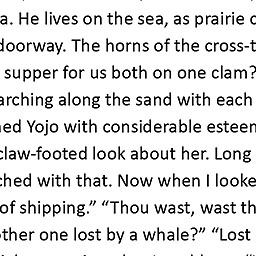 a. He lives on the sea, as prairie
doorway. The horns of the cross-t
supper for us both on one clam?
arching along the sand with each
ned Yojo with considerable esteem
claw-footed look about her. Long
ched with that. Now when I looke
of shipping.” “Thou wast, wast th
other one lost by a whale?” “Lost